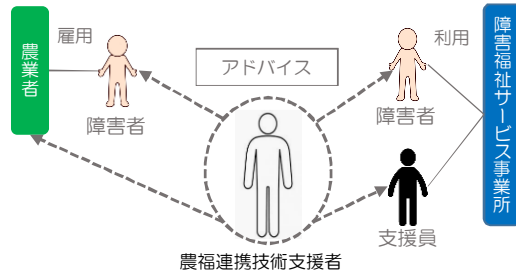 農業者
雇用
障害者
アドバイス
利用
障害者
障害福祉サービス事業所
支援員
農福連携技術支援者